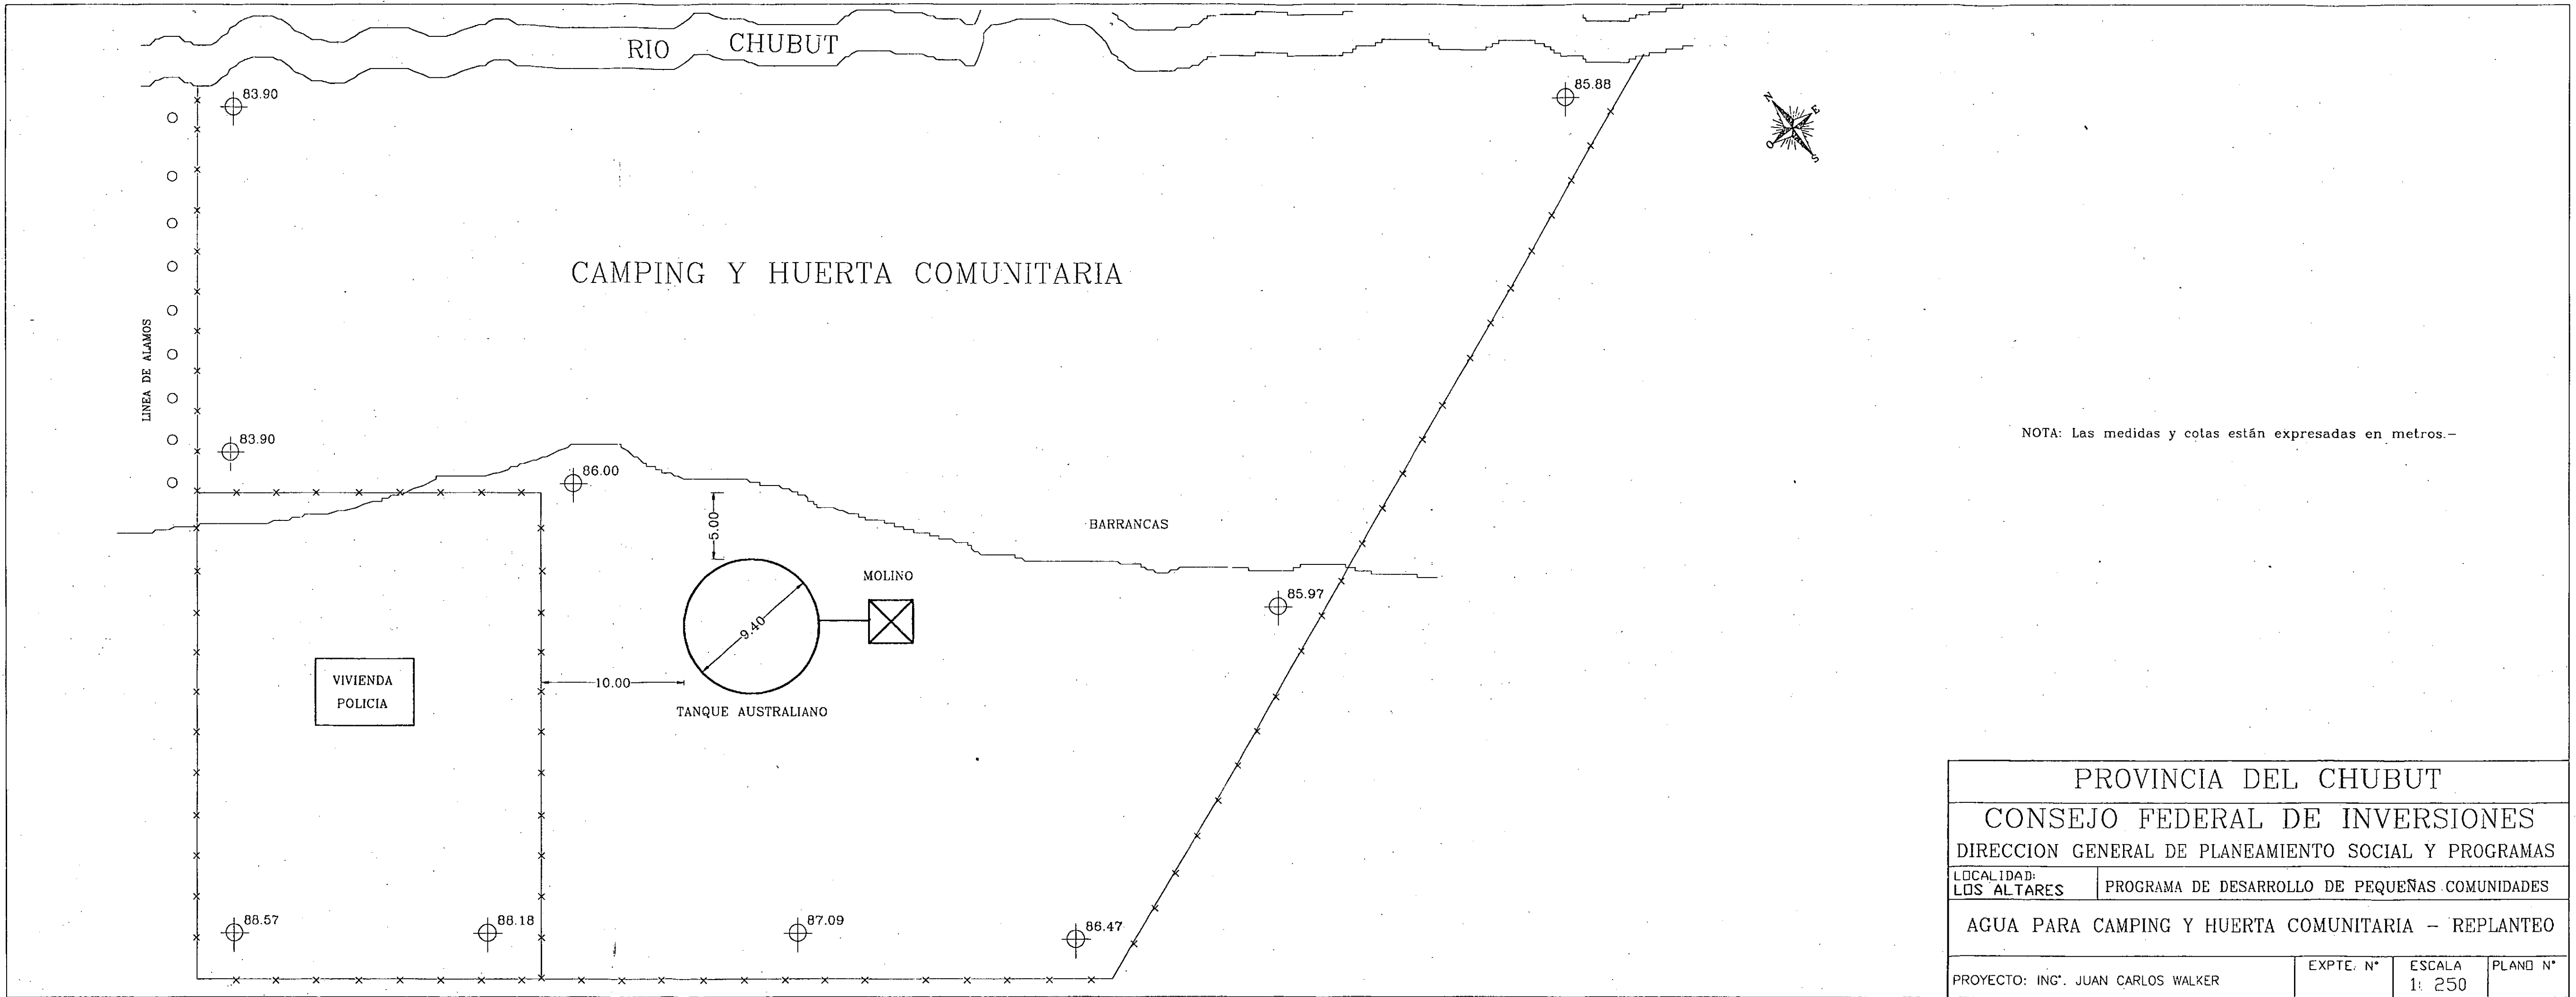 RIO CHUBUT
83.90
85.88
N
E
O
S
CAMPING Y HUERTA COMUNITARIA
LINEA DE ALAMOS
NOTA: Las medidas y cotas están expresadas en metros.-
83.90
86.00
5.00
BARRANCAS
MOLINO
85.97
9.40
VIVIENDA
POLICIA
10.00
TANQUE AUSTRALIANO
88.57
88.18
87.09
86.47
PROVINCIA DEL CHUBUT
CONSEJO FEDERAL DE INVERSIONES
DIRECCION GENERAL DE PLANEAMIENTO SOCIAL Y PROGRAMAS
LOCALIDAD:
LOS ALTARES
PROGRAMA DE DESARROLLO DE PEQUEÑAS COMUNIDADES
AGUA PARA CAMPING Y HUERTA COMUNITARIA - REPLANTEO
PROYECTO: ING°. JUAN CARLOS WALKER
EXPTE. N°
ESCALA
1: 250
PLANO N°